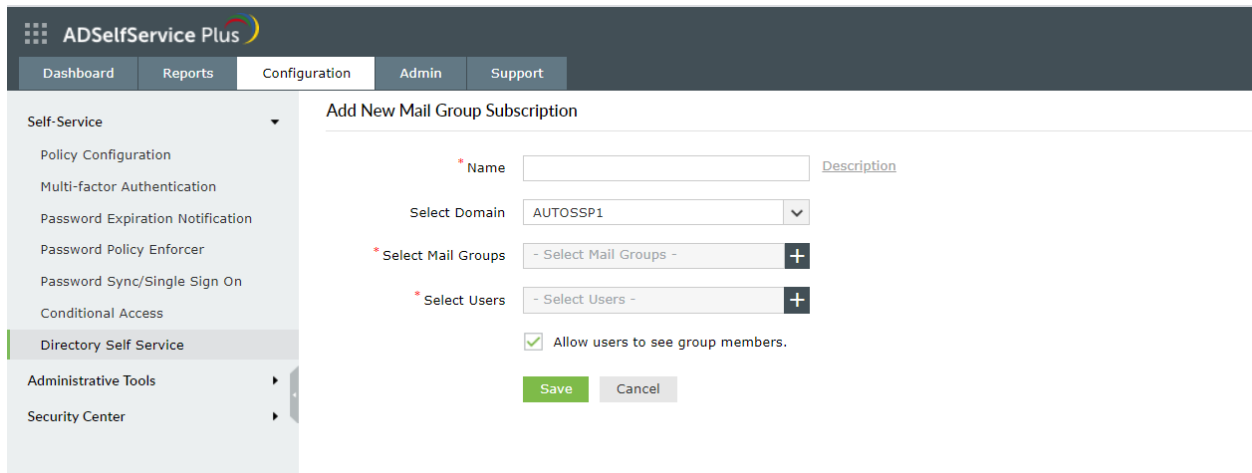 ADSelfService Plus
Dashboard Reports Configuration Admin Support
Self-Service
Policy Configuration
Multi-factor Authentication
Password Expiration Notification
Password Policy Enforcer
Password Sync/Single Sign On
Conditional Access
Directory Self Service
Administrative Tools
Security Center
Add New Mail Group Subscription
* Name Description
Select Domain AUTOSSP1
* Select Mail Groups - Select Mail Groups -
* Select Users - Select Users -
Allow users to see group members.
Save Cancel